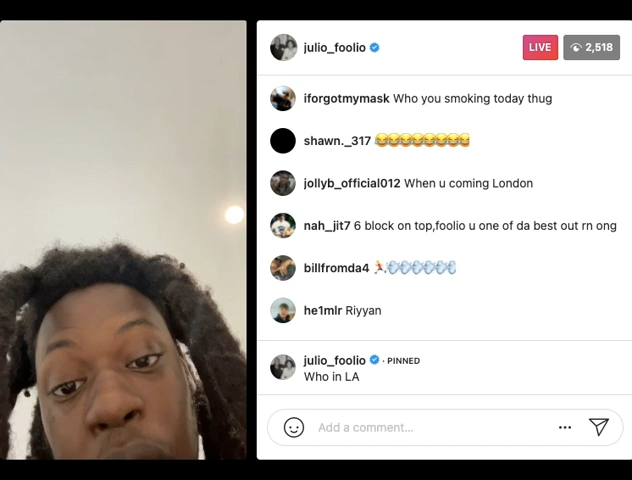 julio_foolio LIVE 2,518
iforgotmymask Who you smoking today thug
shawn._317 😂😂😂😂😂😂😂😂
jollyb_official012 When u coming London
nah_jit7 6 block on top,foolio u one of da best out rn ong
billfromda4 🏃💨💨💨💨💨💨
he1mlr Riyyan
julio_foolio · PINNED
Who in LA
Add a comment...